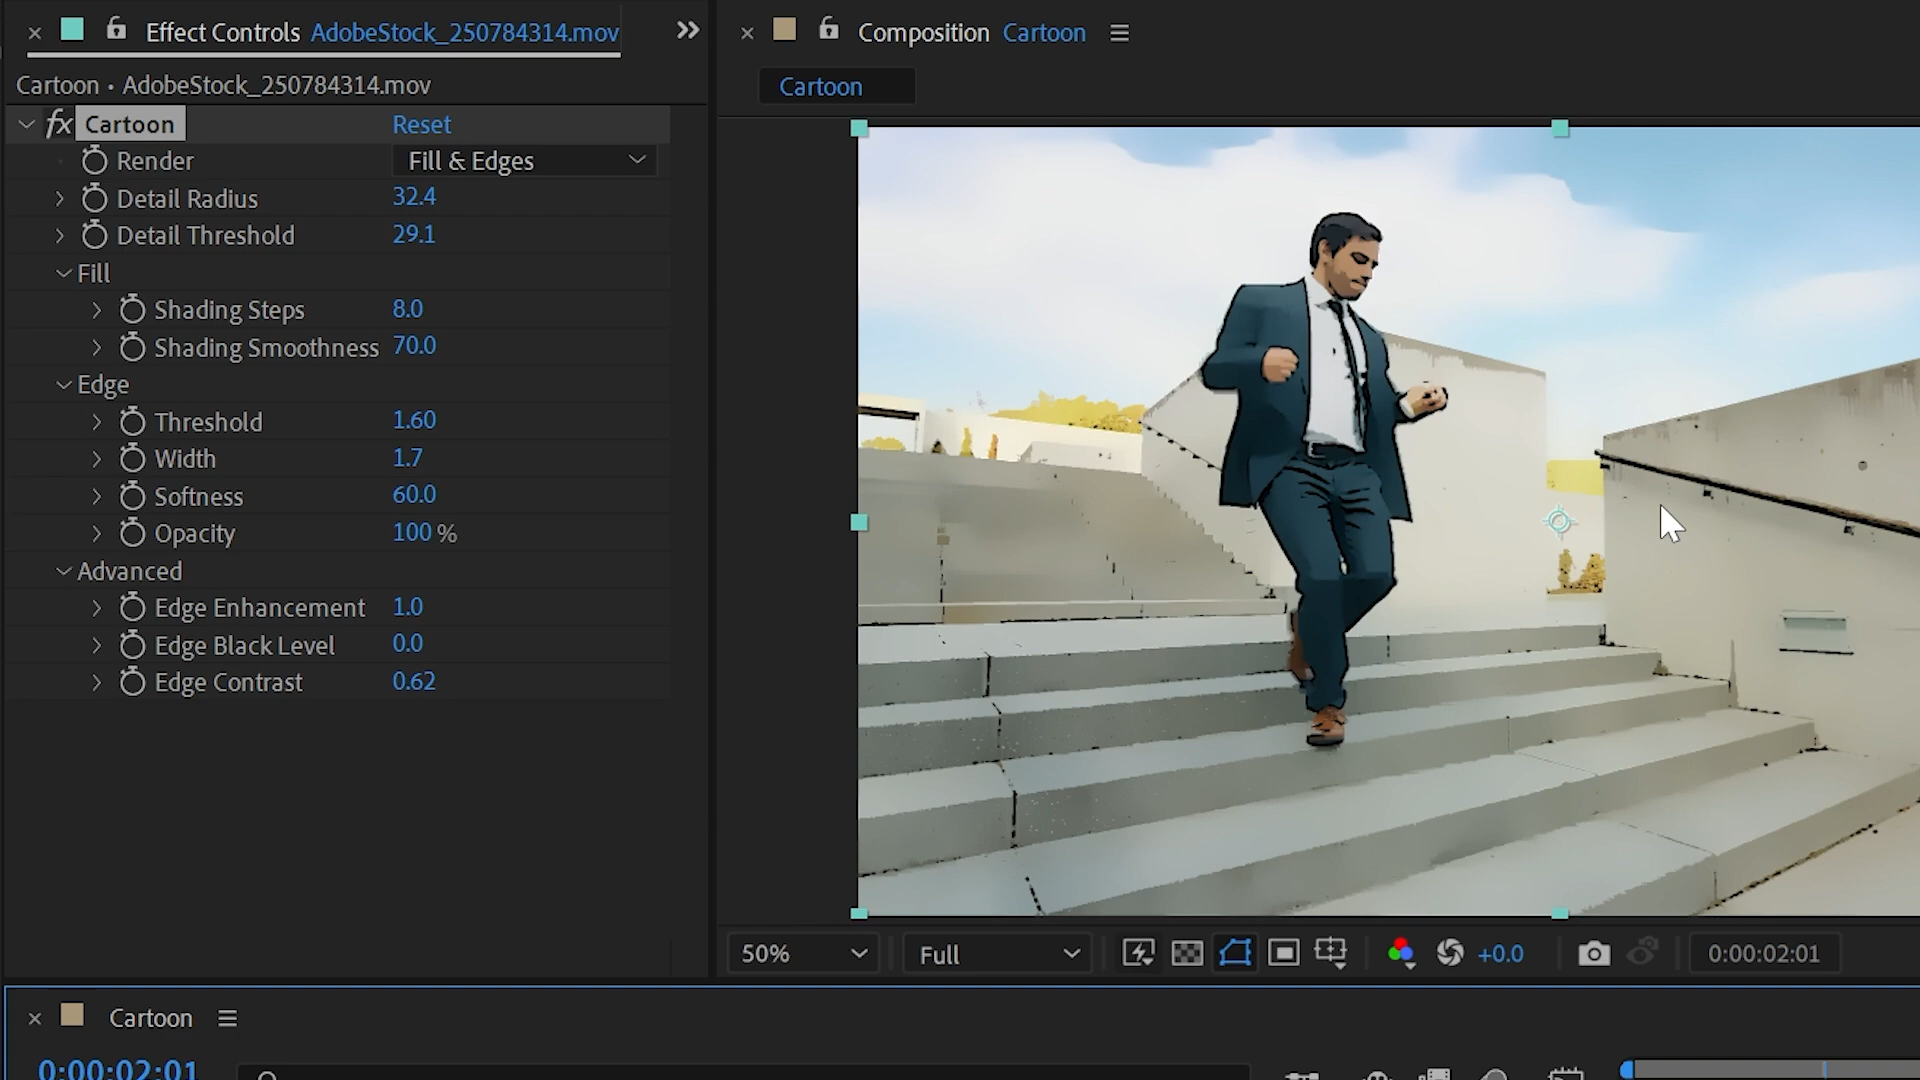 Effect Controls AdobeStock_250784314.mov
Cartoon • AdobeStock_250784314.mov
fx Cartoon Reset
Render Fill & Edges
Detail Radius 32.4
Detail Threshold 29.1
Fill
Shading Steps 8.0
Shading Smoothness 70.0
Edge
Threshold 1.60
Width 1.7
Softness 60.0
Opacity 100 %
Advanced
Edge Enhancement 1.0
Edge Black Level 0.0
Edge Contrast 0.62
Composition Cartoon
Cartoon
50% Full +0.0 0:00:02:01
Cartoon
0:00:02:01